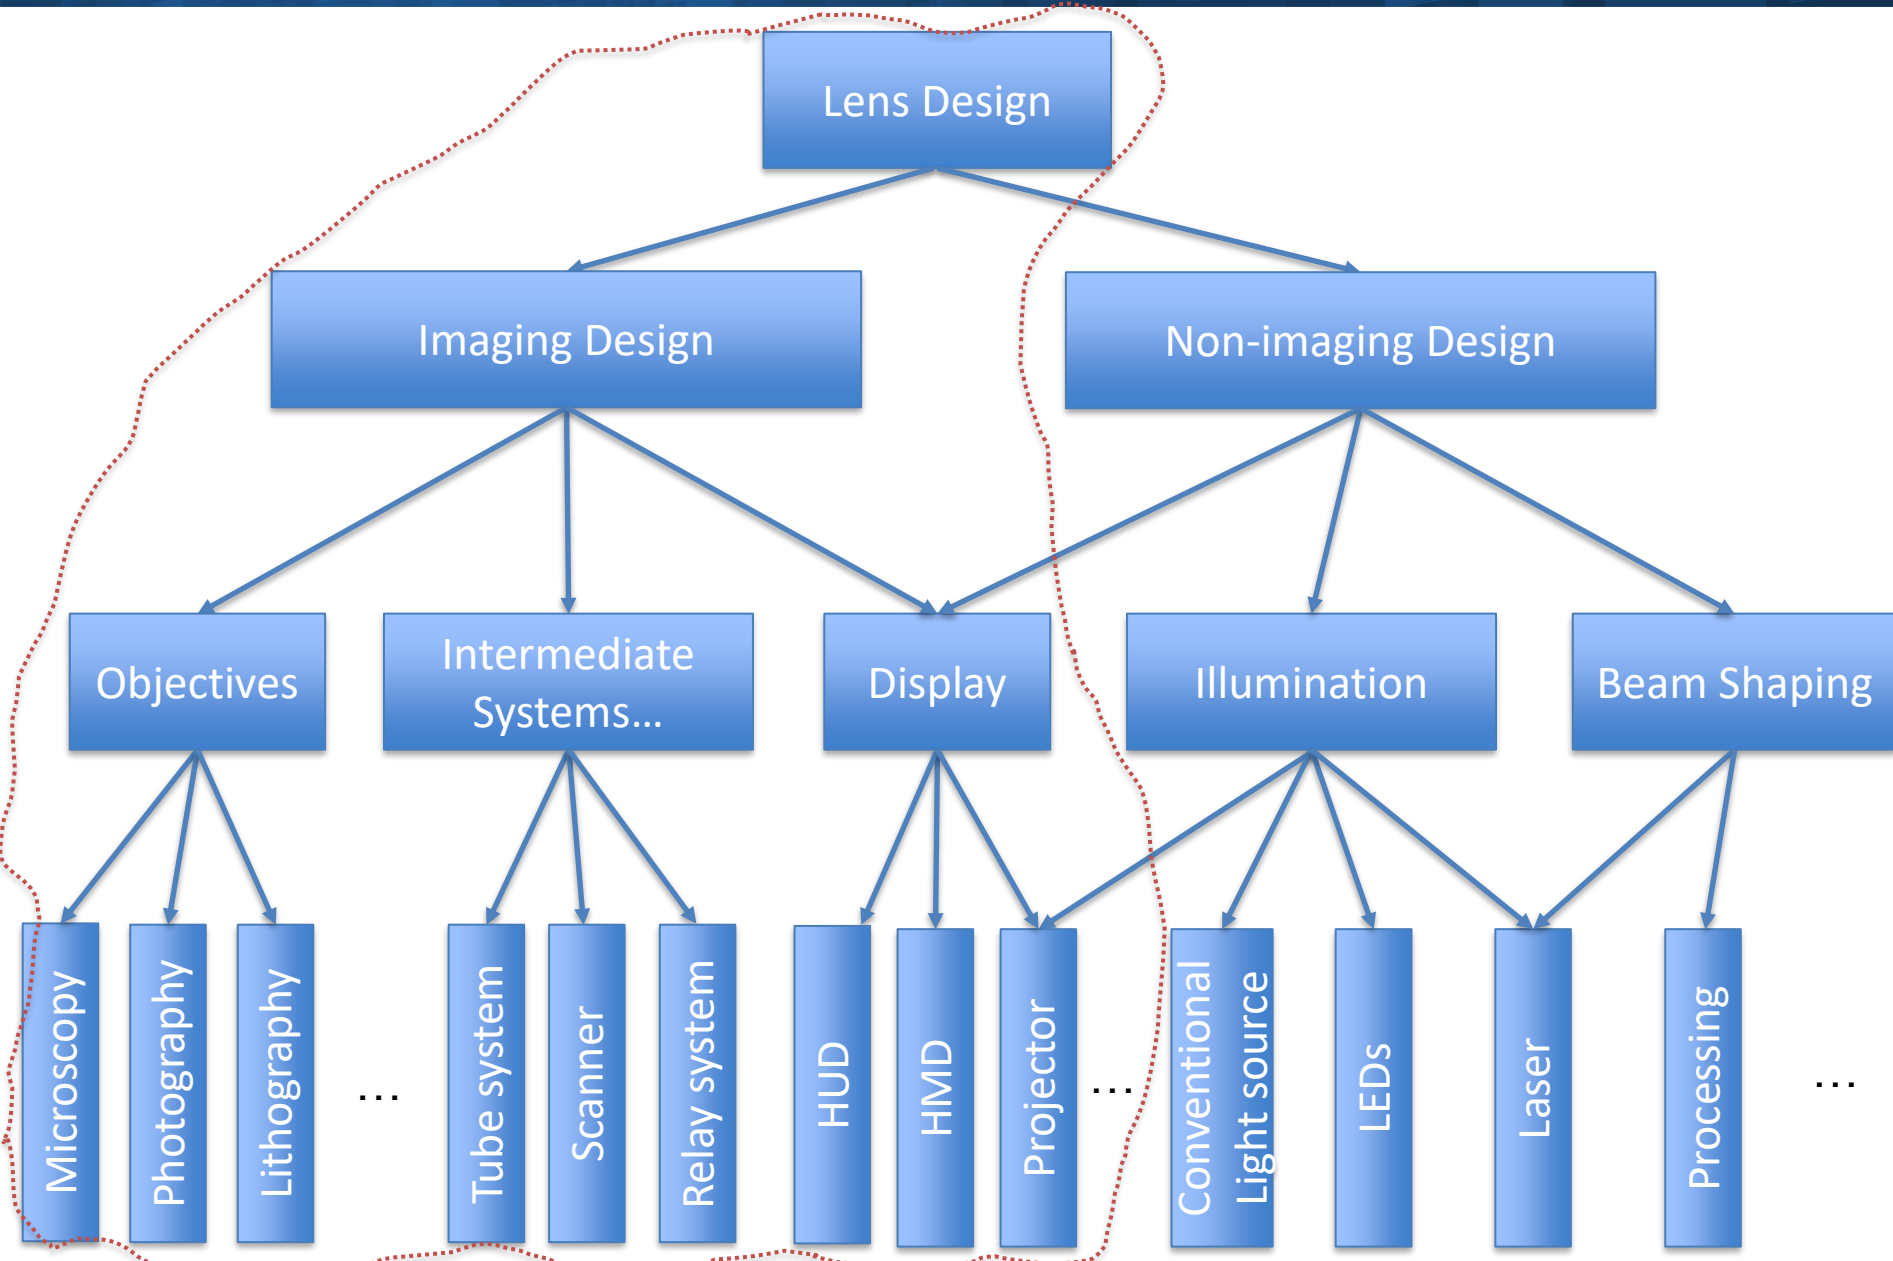 Lens Design
Imaging Design
Non-imaging Design
Objectives
Intermediate
Systems...
Display
Illumination
Beam Shaping
Microscopy
Photography
Lithography
...
Tube system
Scanner
Relay system
HUD
HMD
Projector
...
Conventional
Light source
LEDs
Laser
Processing
...